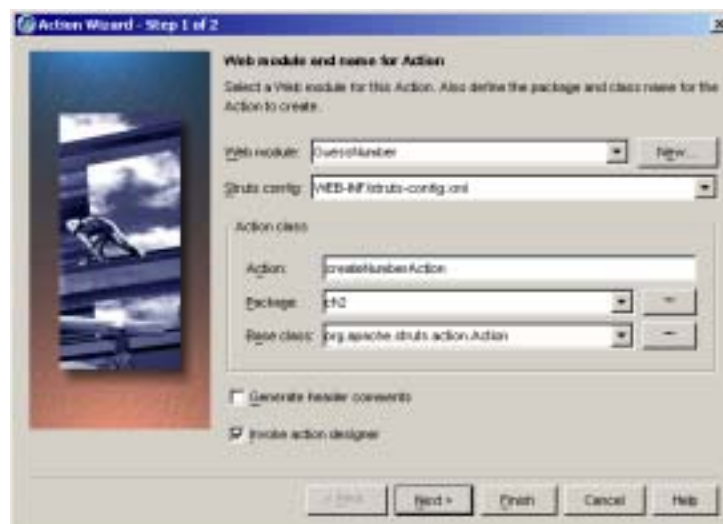 Action Wizard - Step 1 of 2
Web module and name for Action
Select a Web module for this Action. Also define the package and class name for the
Action to create.
Web module: GuessNumber New...
Struts config: WEB-INF/struts-config.xml
Action class
Action: createNumberAction
Package: ch2 ...
Base class: org.apache.struts.action.Action ...
Generate header comments
Invoke action designer
< Back Next > Finish Cancel Help